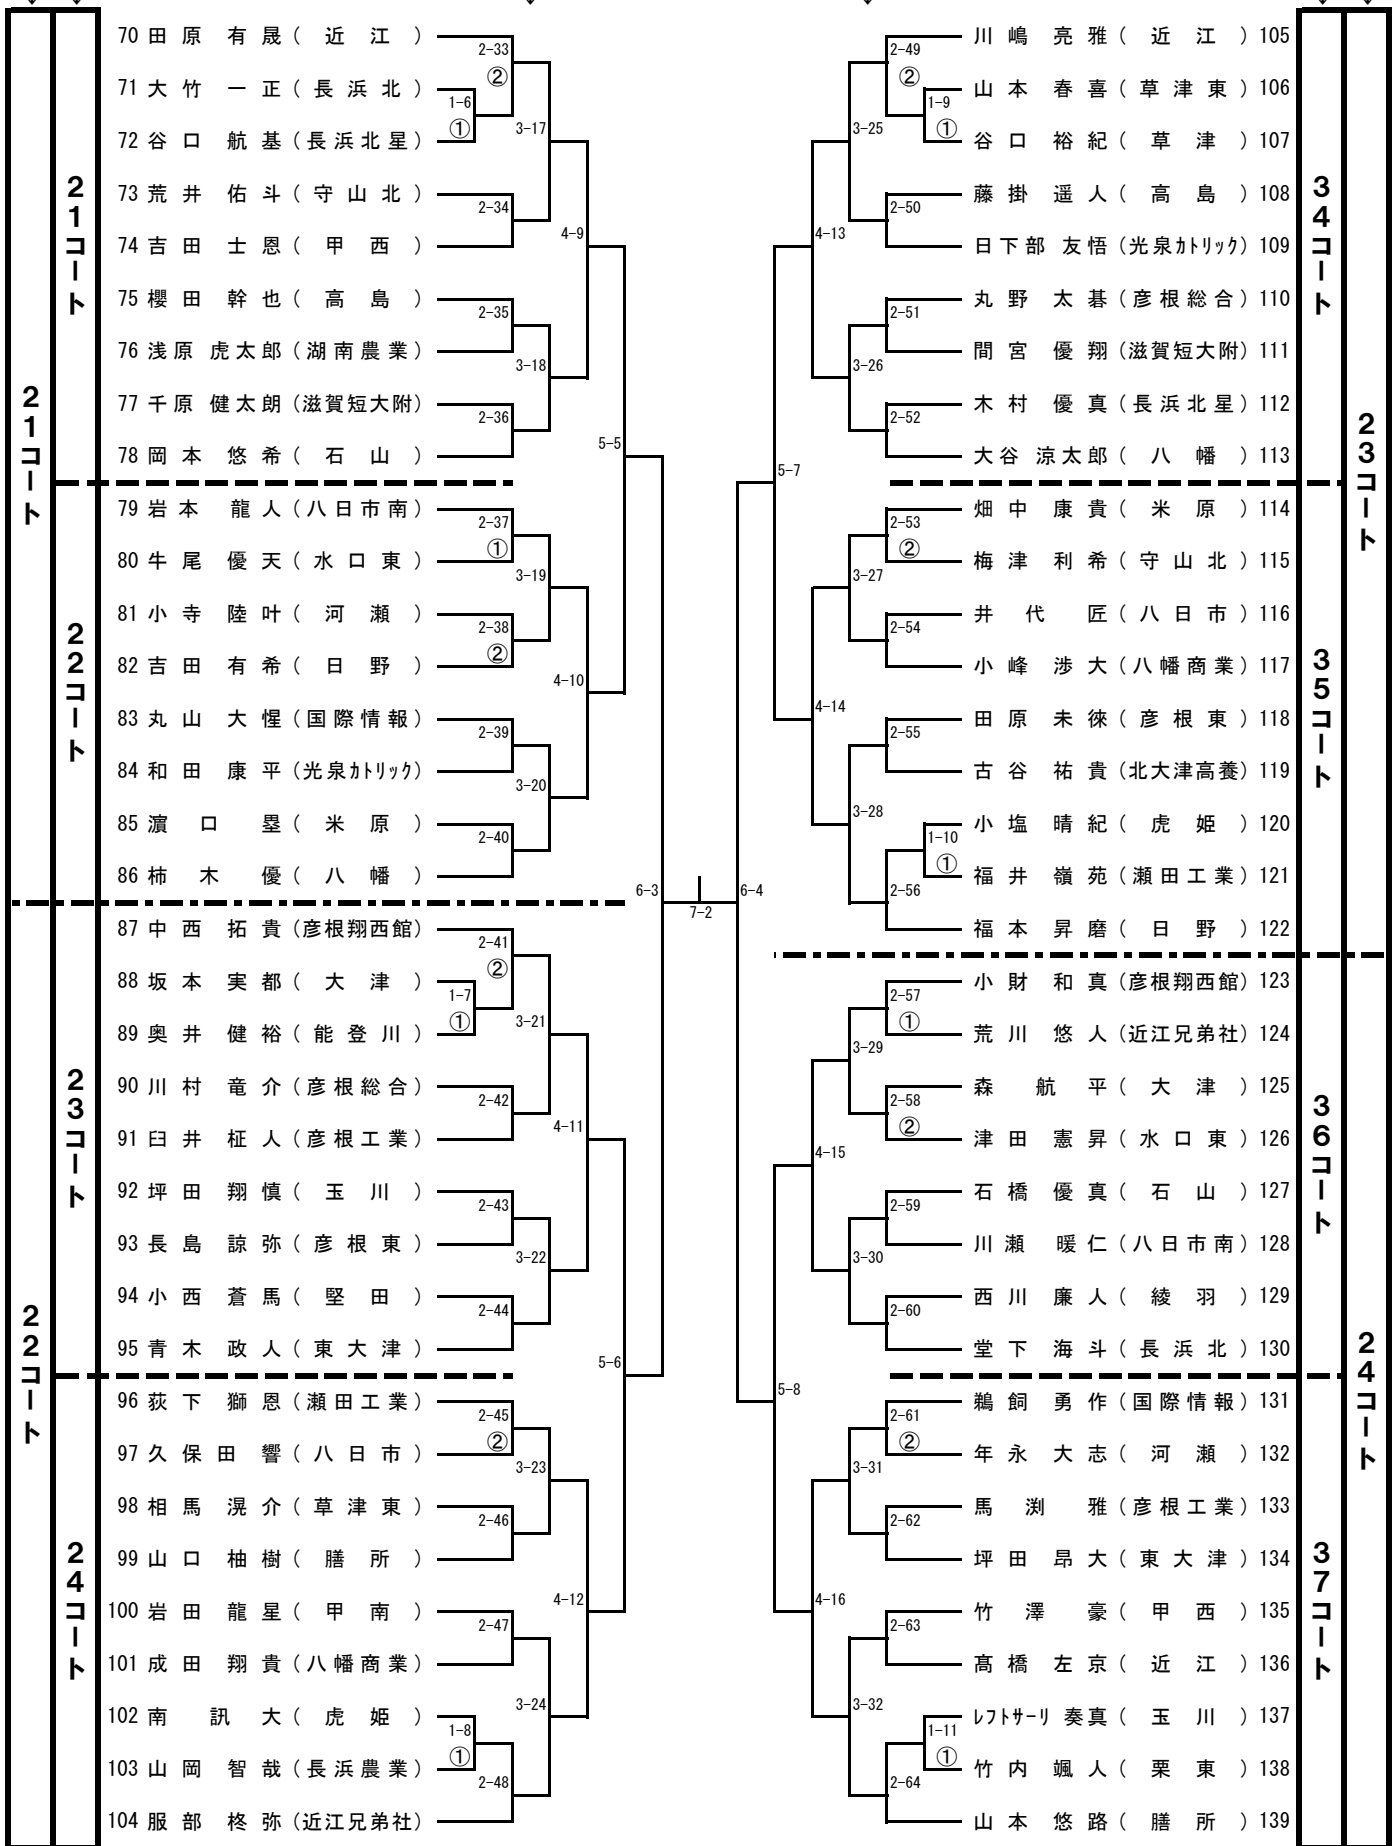 70 田原 有晟 (近江)
71 大竹 一正 (長浜北)
72 谷口 航基 (長浜北星)
73 荒井 佑斗 (守山北)
74 吉田 士恩 (甲西)
75 櫻田 幹也 (高島)
76 浅原 虎太郎 (湖南農業)
77 千原 健太朗 (滋賀短大附)
78 岡本 悠希 (石山)
79 岩本 龍人 (八日市南)
80 牛尾 優天 (水口東)
81 小寺 陸叶 (河瀬)
82 吉田 有希 (日野)
83 丸山 大惺 (国際情報)
84 和田 康平 (光泉カトリック)
85 濵口 塁 (米原)
86 柿木 優 (八幡)
87 中西 拓貴 (彦根翔西館)
88 坂本 実都 (大津)
89 奥井 健裕 (能登川)
90 川村 竜介 (彦根総合)
91 臼井 柾人 (彦根工業)
92 坪田 翔慎 (玉川)
93 長島 諒弥 (彦根東)
94 小西 蒼馬 (堅田)
95 青木 政人 (東大津)
96 荻下 獅恩 (瀬田工業)
97 久保田 響 (八日市)
98 相馬 滉介 (草津東)
99 山口 柚樹 (膳所)
100 岩田 龍星 (甲南)
101 成田 翔貴 (八幡商業)
102 南 訊大 (虎姫)
103 山岡 智哉 (長浜農業)
104 服部 柊弥 (近江兄弟社)
21コート
22コート
21コート
22コート
23コート
24コート
1-6 ①
1-7 ①
1-8 ①
2-33 ②
2-34
2-35
2-36
2-37 ①
2-38 ②
2-39
2-40
2-41 ②
2-42
2-43
2-44
2-45 ②
2-46
2-47
2-48
3-17
3-18
3-19
3-20
3-21
3-22
3-23
3-24
4-9
4-10
4-11
4-12
5-5
5-6
6-3
7-2
6-4
5-7
5-8
4-13
4-14
4-15
4-16
3-25
3-26
3-27
3-28
3-29
3-30
3-31
3-32
2-49 ②
2-50
2-51
2-52
2-53 ②
2-54
2-55
2-56
2-57 ①
2-58 ②
2-59
2-60
2-61 ②
2-62
2-63
2-64
1-9 ①
1-10 ①
1-11 ①
川嶋 亮雅 (近江) 105
山本 春喜 (草津東) 106
谷口 裕紀 (草津) 107
藤掛 遥人 (高島) 108
日下部 友悟 (光泉カトリック) 109
丸野 太碁 (彦根総合) 110
間宮 優翔 (滋賀短大附) 111
木村 優真 (長浜北星) 112
大谷 涼太郎 (八幡) 113
畑中 康貴 (米原) 114
梅津 利希 (守山北) 115
井代 匠 (八日市) 116
小峰 渉大 (八幡商業) 117
田原 未徠 (彦根東) 118
古谷 祐貴 (北大津高養) 119
小塩 晴紀 (虎姫) 120
福井 嶺苑 (瀬田工業) 121
福本 昇磨 (日野) 122
小財 和真 (彦根翔西館) 123
荒川 悠人 (近江兄弟社) 124
森 航平 (大津) 125
津田 憲昇 (水口東) 126
石橋 優真 (石山) 127
川瀬 暖仁 (八日市南) 128
西川 廉人 (綾羽) 129
堂下 海斗 (長浜北) 130
鵜飼 勇作 (国際情報) 131
年永 大志 (河瀬) 132
馬渕 雅 (彦根工業) 133
坪田 昂大 (東大津) 134
竹澤 豪 (甲西) 135
髙橋 左京 (近江) 136
レフトサーリ 奏真 (玉川) 137
竹内 颯人 (栗東) 138
山本 悠路 (膳所) 139
34コート
35コート
36コート
37コート
23コート
24コート